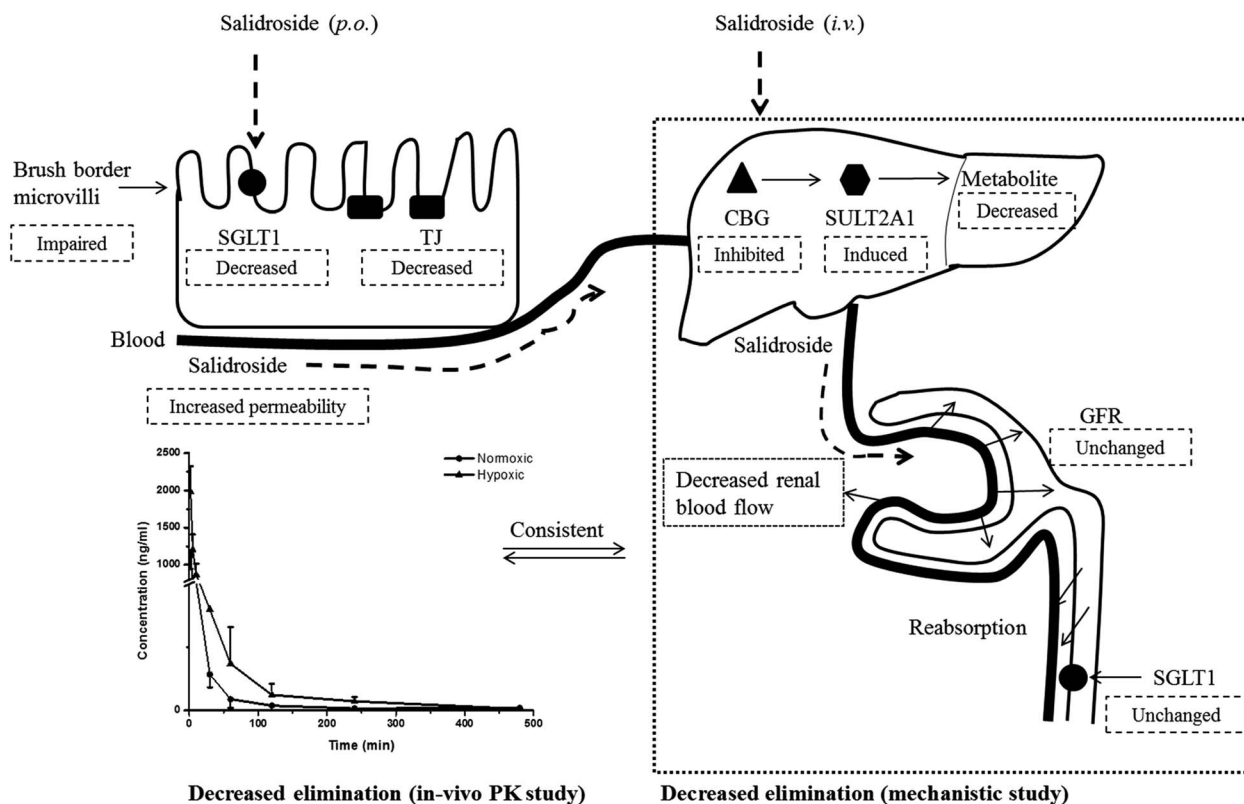 Salidroside (p.o.)
Salidroside (i.v.)
Brush border
microvilli
Impaired
SGLT1
Decreased
TJ
Decreased
Blood
Salidroside
Increased permeability
CBG
Inhibited
SULT2A1
Induced
Metabolite
Decreased
Salidroside
GFR
Unchanged
Decreased renal
blood flow
Reabsorption
SGLT1
Unchanged
Consistent
Normoxic
Hypoxic
Concentration (ng/ml)
2500
2250
2000
1750
1500
1250
1000
0
0
100
200
300
400
500
Time (min)
Decreased elimination (in-vivo PK study)
Decreased elimination (mechanistic study)